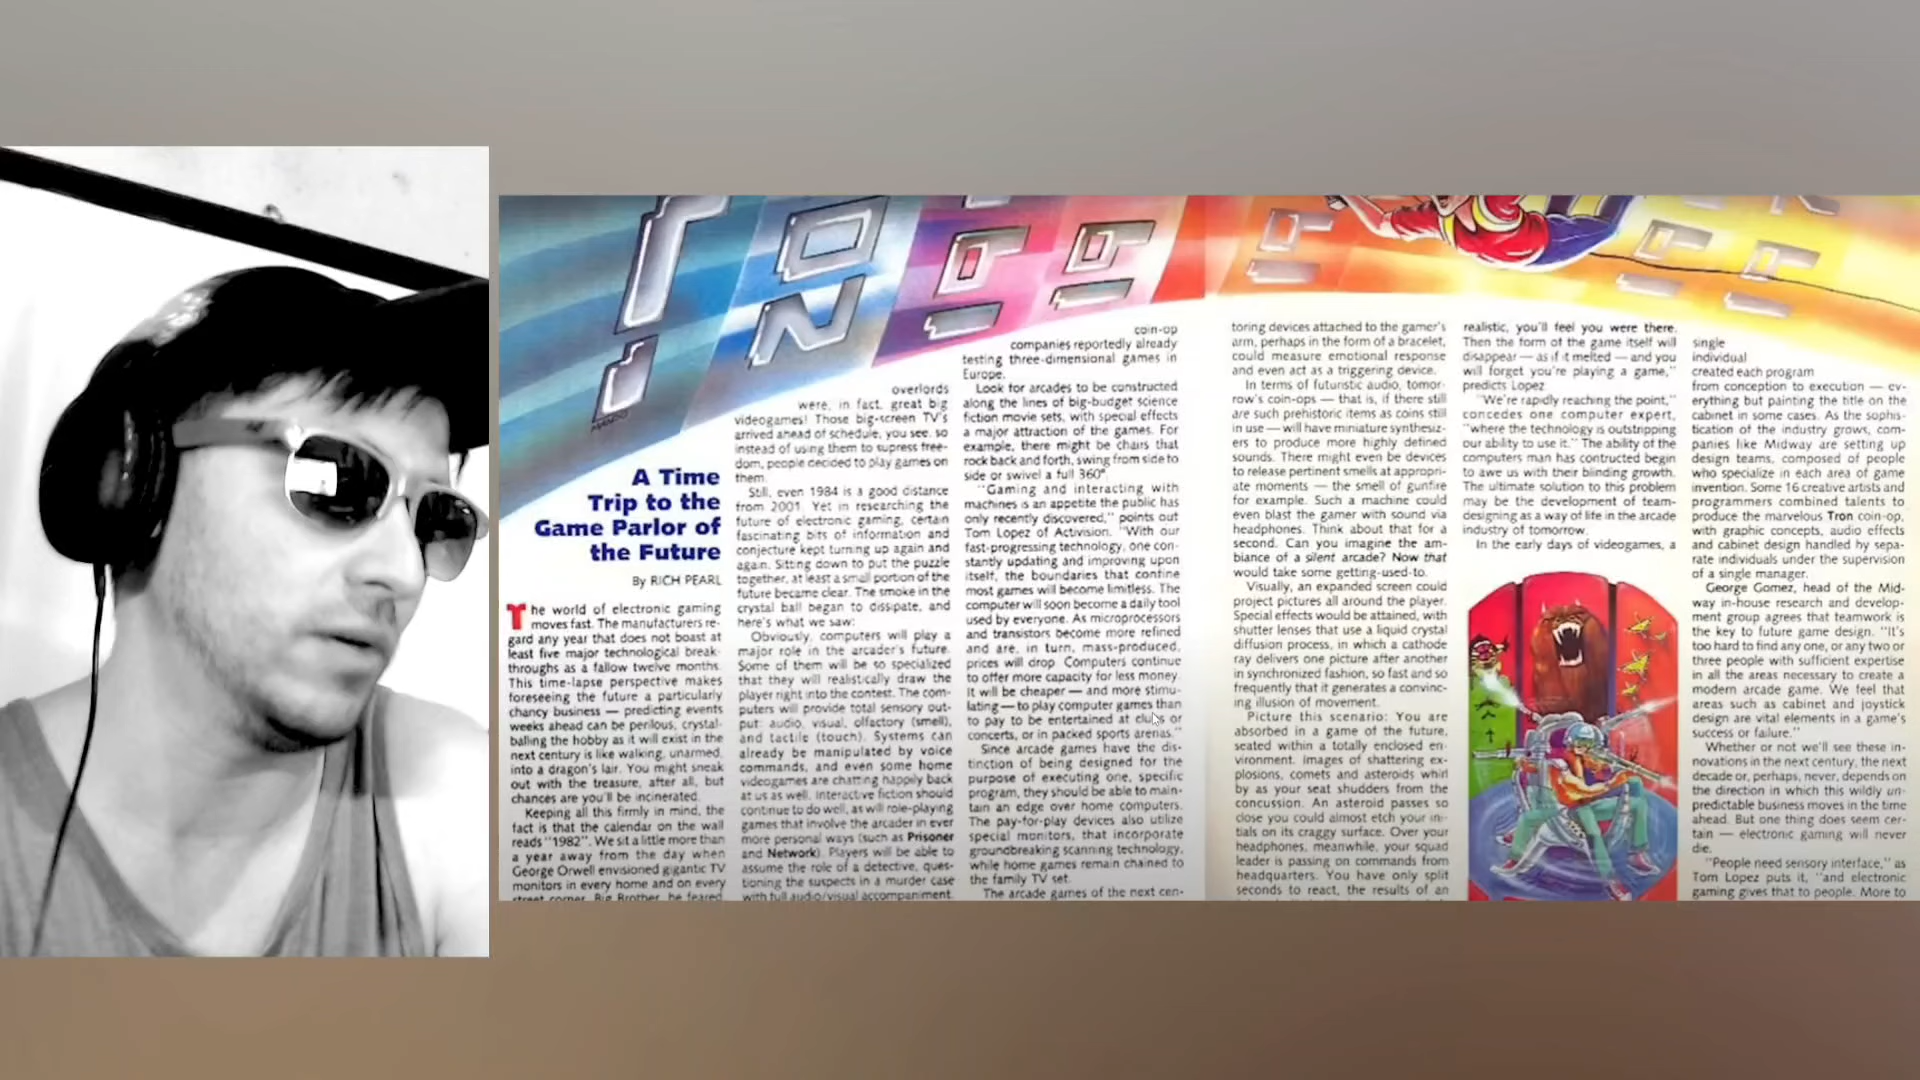 A Time
Trip to the
Game Parlor of
the Future
By RICH PEARL
The world of electronic gaming
moves fast. The manufacturers re-
gard any year that does not boast at
least five major technological break-
throughs as a fallow twelve months.
This time-lapse perspective makes
foreseeing the future a particularly
chancy business — predicting events
weeks ahead can be perilous, crystal-
balling the hobby as it will exist in the
next century is like walking, unarmed,
into a dragon's lair. You might sneak
out with the treasure, after all, but
chances are you'll be incinerated.
Keeping all this firmly in mind, the
fact is that the calendar on the wall
reads "1982". We sit a little more than
a year away from the day when
George Orwell envisioned gigantic TV
monitors in every home and on every
street corner. Big Brother, he feared,
overlords
were, in fact, great big
videogames! Those big-screen TV's
arrived ahead of schedule, you see, so
instead of using them to supress free-
dom, people decided to play games on
them.
Still, even 1984 is a good distance
from 2001. Yet in researching the
future of electronic gaming, certain
fascinating bits of information and
conjecture kept turning up again and
again. Sitting down to put the puzzle
together, at least a small portion of the
future became clear. The smoke in the
crystal ball began to dissipate, and
here's what we saw:
Obviously, computers will play a
major role in the arcader's future.
Some of them will be so specialized
that they will realistically draw the
player right into the contest. The com-
puters will provide total sensory out-
put: audio, visual, olfactory (smell),
and tactile (touch). Systems can
already be manipulated by voice
commands, and even some home
videogames are chatting happily back
at us as well. Interactive fiction should
continue to do well, as will role-playing
games that involve the arcader in ever
more personal ways (such as Prisoner
and Network). Players will be able to
assume the role of a detective, ques-
tioning the suspects in a murder case
with full audio/visual accompaniment.
coin-op
companies reportedly already
testing three-dimensional games in
Europe.
Look for arcades to be constructed
along the lines of big-budget science
fiction movie sets, with special effects
a major attraction of the games. For
example, there might be chairs that
rock back and forth, swing from side to
side or swivel a full 360°.
"Gaming and interacting with
machines is an appetite the public has
only recently discovered," points out
Tom Lopez of Activision. "With our
fast-progressing technology, one con-
stantly updating and improving upon
itself, the boundaries that confine
most games will become limitless. The
computer will soon become a daily tool
used by everyone. As microprocessors
and transistors become more refined
and are, in turn, mass-produced,
prices will drop. Computers continue
to offer more capacity for less money.
It will be cheaper — and more stimu-
lating — to play computer games than
to pay to be entertained at clubs or
concerts, or in packed sports arenas."
Since arcade games have the dis-
tinction of being designed for the
purpose of executing one, specific
program, they should be able to main-
tain an edge over home computers.
The pay-for-play devices also utilize
special monitors, that incorporate
groundbreaking scanning technology,
while home games remain chained to
the family TV set.
The arcade games of the next cen-
toring devices attached to the gamer's
arm, perhaps in the form of a bracelet,
could measure emotional response
and even act as a triggering device.
In terms of futuristic audio, tomor-
row's coin-ops — that is, if there still
are such prehistoric items as coins still
in use — will have miniature synthesiz-
ers to produce more highly defined
sounds. There might even be devices
to release pertinent smells at appropri-
ate moments — the smell of gunfire
for example. Such a machine could
even blast the gamer with sound via
headphones. Think about that for a
second. Can you imagine the am-
biance of a silent arcade? Now that
would take some getting-used-to.
Visually, an expanded screen could
project pictures all around the player.
Special effects would be attained, with
shutter lenses that use a liquid crystal
diffusion process, in which a cathode
ray delivers one picture after another
in synchronized fashion, so fast and so
frequently that it generates a convinc-
ing illusion of movement.
Picture this scenario: You are
absorbed in a game of the future,
seated within a totally enclosed en-
vironment. Images of shattering ex-
plosions, comets and asteroids whirl
by as your seat shudders from the
concussion. An asteroid passes so
close you could almost etch your ini-
tials on its craggy surface. Over your
headphones, meanwhile, your squad
leader is passing on commands from
headquarters. You have only split
seconds to react, the results of an
realistic, you'll feel you were there.
Then the form of the game itself will
disappear — as if it melted — and you
will forget you're playing a game,"
predicts Lopez.
"We're rapidly reaching the point,"
concedes one computer expert,
"where the technology is outstripping
our ability to use it." The ability of the
computers man has contructed begin
to awe us with their blinding growth.
The ultimate solution to this problem
may be the development of team-
designing as a way of life in the arcade
industry of tomorrow.
In the early days of videogames, a
single
individual
created each program
from conception to execution — ev-
erything but painting the title on the
cabinet in some cases. As the sophis-
tication of the industry grows, com-
panies like Midway are setting up
design teams, composed of people
who specialize in each area of game
invention. Some 16 creative artists and
programmers combined talents to
produce the marvelous Tron coin-op,
with graphic concepts, audio effects
and cabinet design handled by sepa-
rate individuals under the supervision
of a single manager.
George Gomez, head of the Mid-
way in-house research and develop-
ment group agrees that teamwork is
the key to future game design. "It's
too hard to find any one, or any two or
three people with sufficient expertise
in all the areas necessary to create a
modern arcade game. We feel that
areas such as cabinet and joystick
design are vital elements in a game's
success or failure."
Whether or not we'll see these in-
novations in the next century, the next
decade or, perhaps, never, depends on
the direction in which this wildly un-
predictable business moves in the time
ahead. But one thing does seem cer-
tain — electronic gaming will never
die.
"People need sensory interface," as
Tom Lopez puts it, "and electronic
gaming gives that to people. More to